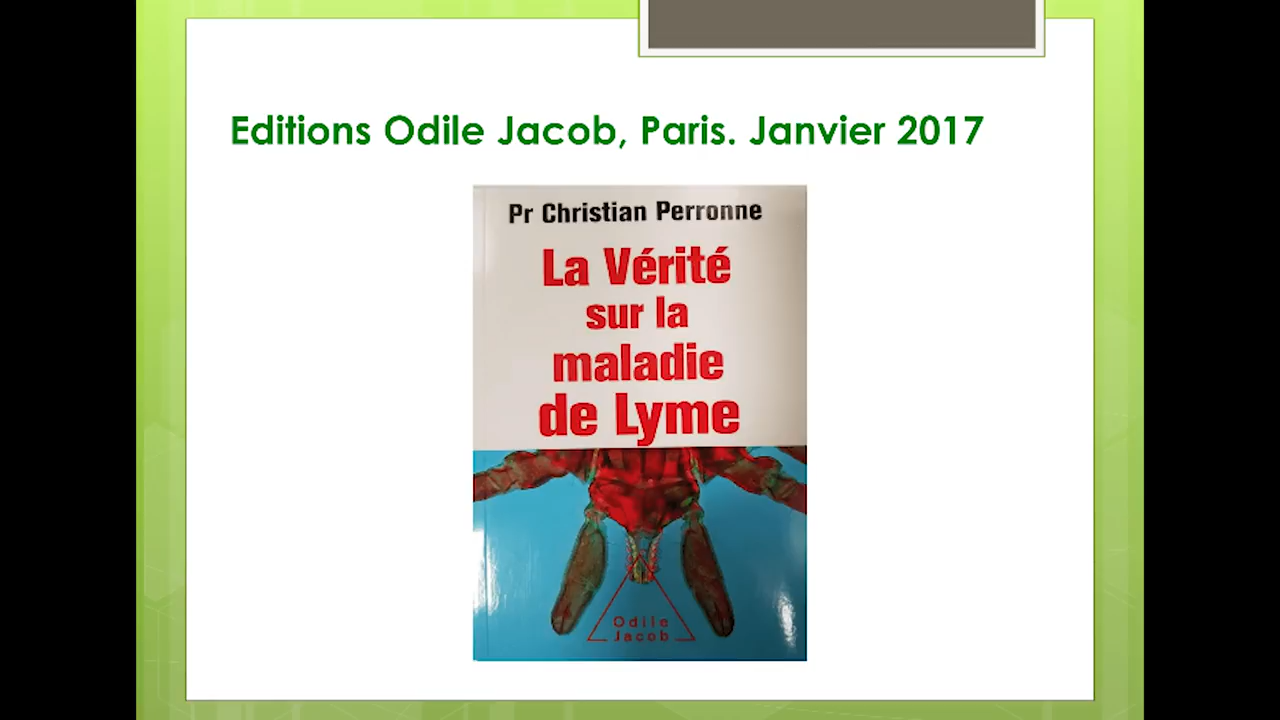 Editions Odile Jacob, Paris. Janvier 2017
Pr Christian Perronne
La Vérité
sur la
maladie
de Lyme
Odile
Jacob